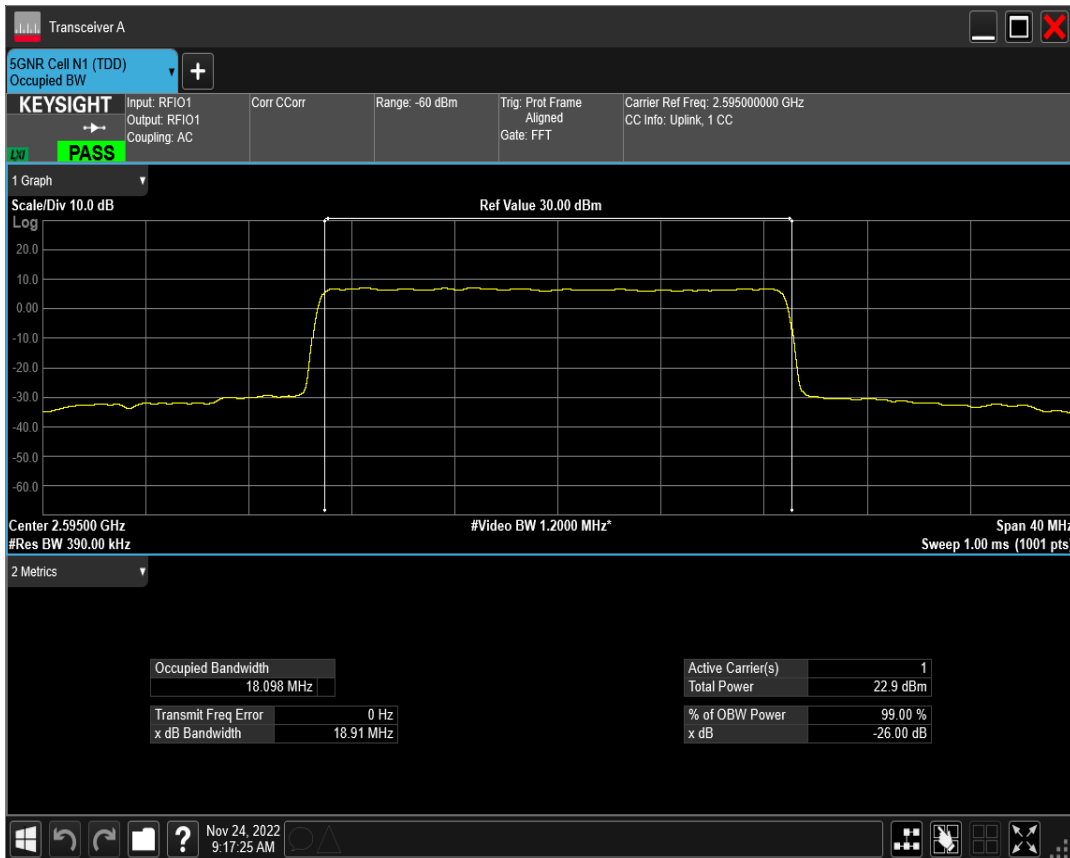 Transceiver A
5GNR Cell N1 (TDD)
Occupied BW
+
KEYSIGHT
LXI
PASS
Input: RFIO1
Output: RFIO1
Coupling: AC
Corr CCorr
Range: -60 dBm
Trig: Prot Frame
Aligned
Gate: FFT
Carrier Ref Freq: 2.595000000 GHz
CC Info: Uplink, 1 CC
1 Graph
Scale/Div 10.0 dB
Ref Value 30.00 dBm
Log
20.0
10.0
0.00
-10.0
-20.0
-30.0
-40.0
-50.0
-60.0
Center 2.59500 GHz
#Video BW 1.2000 MHz*
Span 40 MHz
#Res BW 390.00 kHz
Sweep 1.00 ms (1001 pts)
2 Metrics
Occupied Bandwidth
18.098 MHz
Transmit Freq Error 0 Hz
x dB Bandwidth 18.91 MHz
Active Carrier(s) 1
Total Power 22.9 dBm
% of OBW Power 99.00 %
x dB -26.00 dB
?
Nov 24, 2022
9:17:25 AM